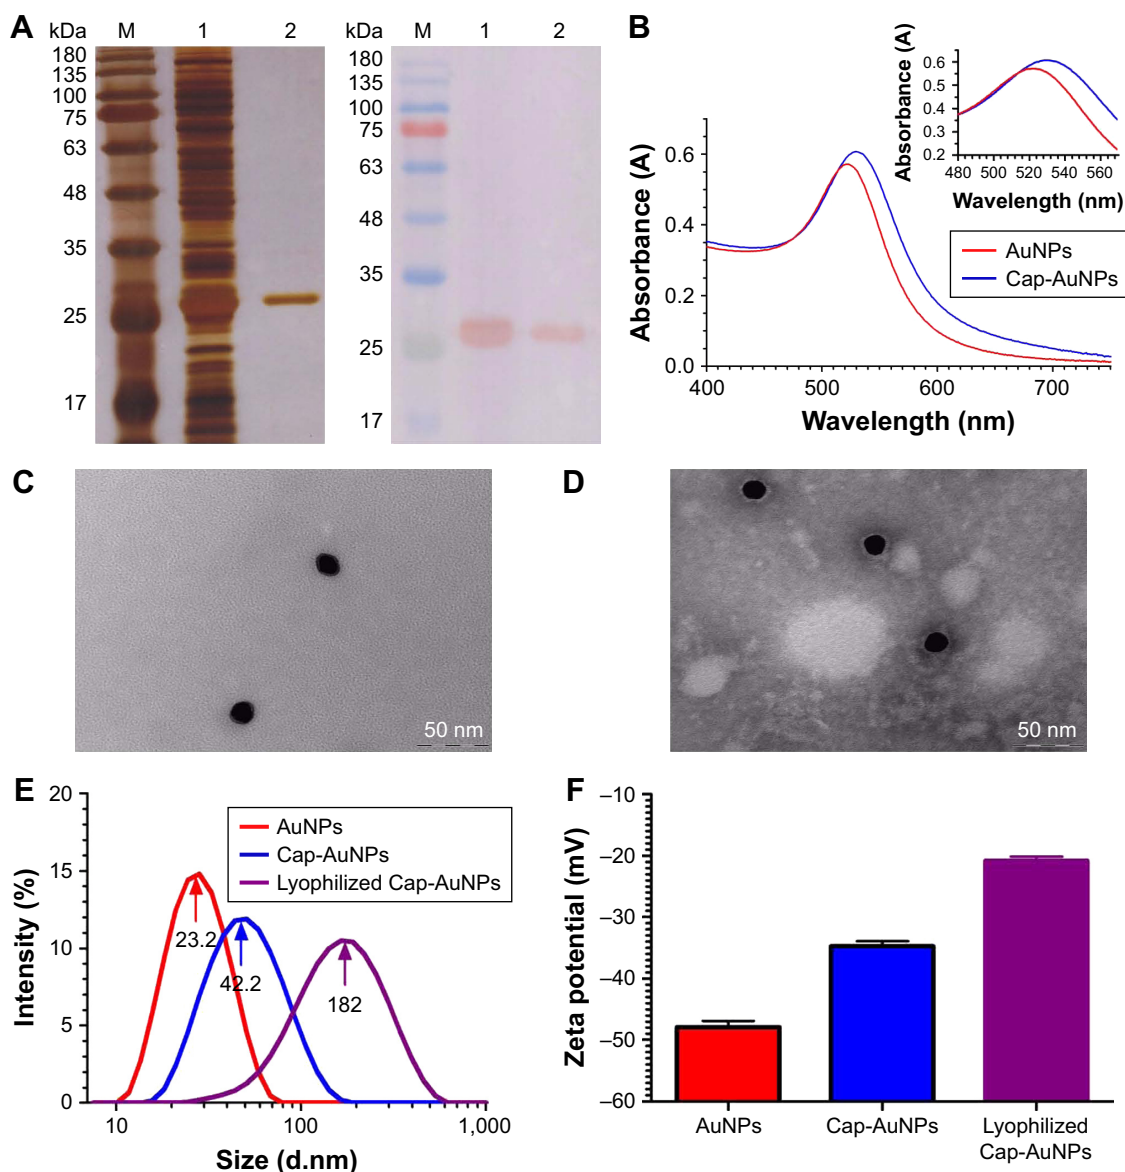 A
kDa M 1 2
180
135
100
75
63
48
35
25
17
kDa M 1 2
180
135
100
75
63
48
35
25
17
B
Absorbance (A)
0.6
0.4
0.2
0.0
400 500 600 700
Wavelength (nm)
Absorbance (A)
0.6
0.5
0.4
0.3
0.2
480 500 520 540 560
Wavelength (nm)
AuNPs
Cap-AuNPs
C
50 nm
D
50 nm
E
Intensity (%)
20
15
10
5
0
10 100 1,000
Size (d.nm)
AuNPs
Cap-AuNPs
Lyophilized Cap-AuNPs
23.2
42.2
182
F
Zeta potential (mV)
–10
–20
–30
–40
–50
–60
AuNPs
Cap-AuNPs
Lyophilized
Cap-AuNPs